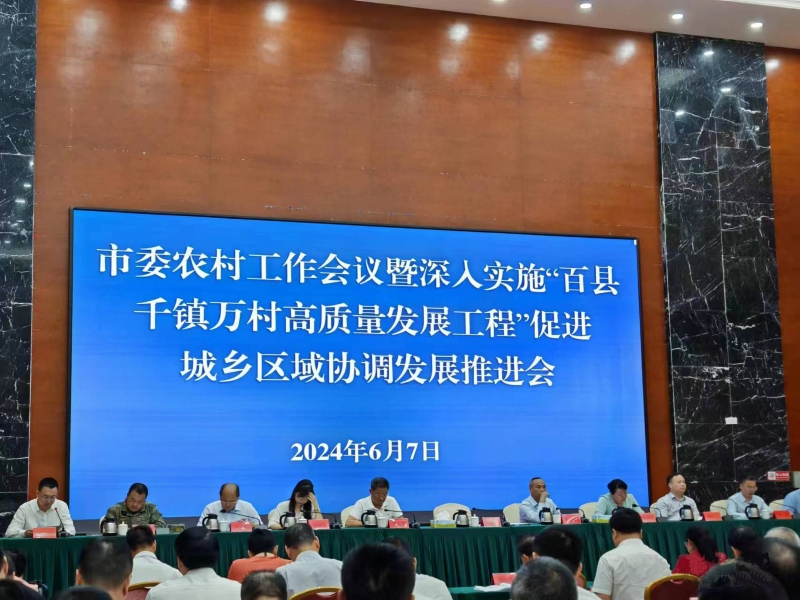 市委农村工作会议暨深入实施“百县
千镇万村高质量发展工程”促进
城乡区域协调发展推进会
2024年6月7日